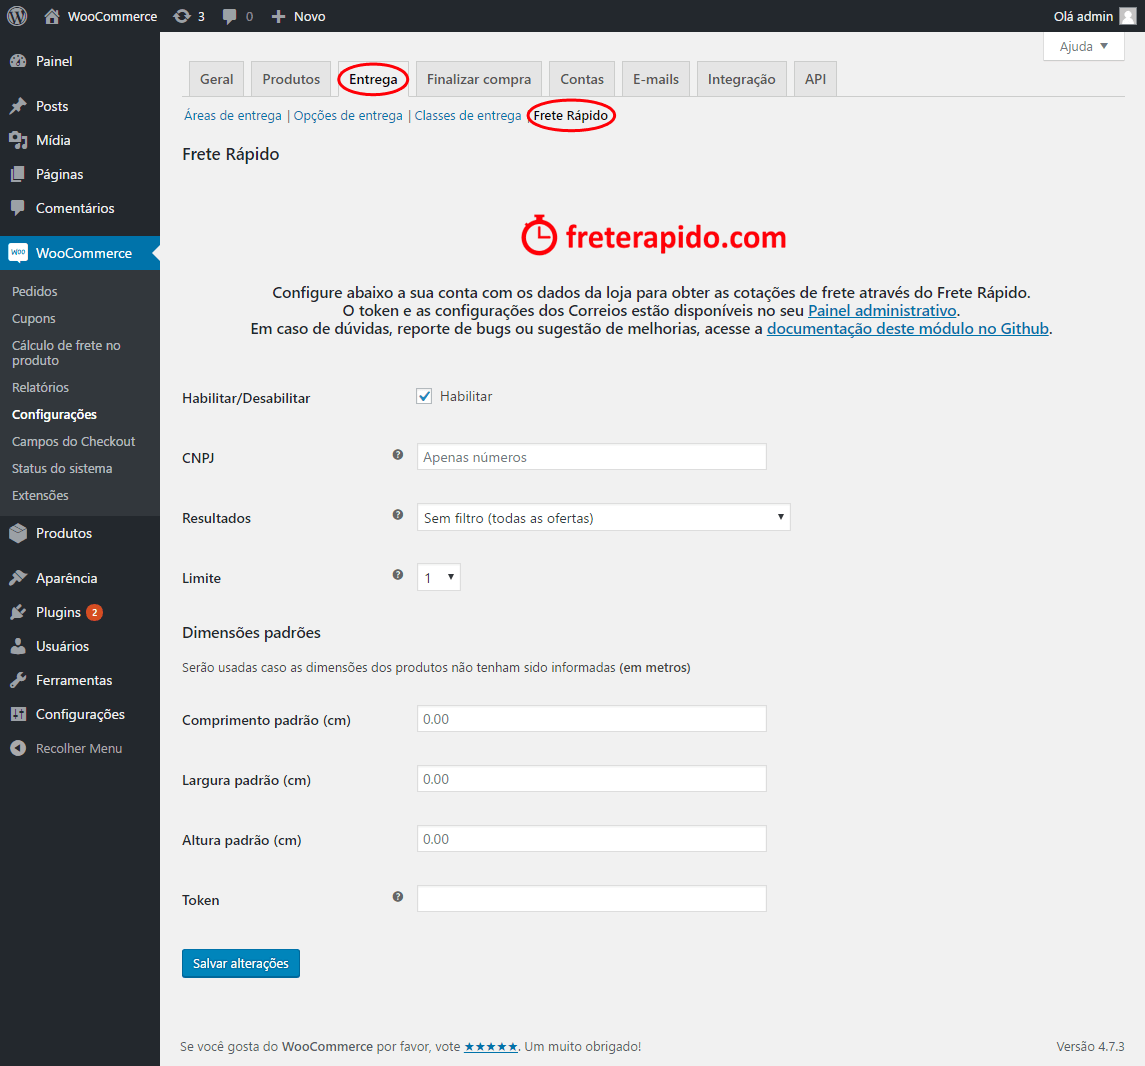 WooCommerce 3 0 Novo Olá admin
Ajuda
Painel
Posts
Mídia
Páginas
Comentários
WooCommerce
Pedidos
Cupons
Cálculo de frete no
produto
Relatórios
Configurações
Campos do Checkout
Status do sistema
Extensões
Produtos
Aparência
Plugins 2
Usuários
Ferramentas
Configurações
Recolher Menu
Geral Produtos Entrega Finalizar compra Contas E-mails Integração API
Áreas de entrega | Opções de entrega | Classes de entrega | Frete Rápido
Frete Rápido
freterapido.com
Configure abaixo a sua conta com os dados da loja para obter as cotações de frete através do Frete Rápido.
O token e as configurações dos Correios estão disponíveis no seu Painel administrativo.
Em caso de dúvidas, reporte de bugs ou sugestão de melhorias, acesse a documentação deste módulo no Github.
Habilitar/Desabilitar Habilitar
CNPJ ? Apenas números
Resultados ? Sem filtro (todas as ofertas)
Limite ? 1
Dimensões padrões
Serão usadas caso as dimensões dos produtos não tenham sido informadas (em metros)
Comprimento padrão (cm) 0.00
Largura padrão (cm) 0.00
Altura padrão (cm) 0.00
Token ?
Salvar alterações
Se você gosta do WooCommerce por favor, vote ★★★★★. Um muito obrigado! Versão 4.7.3